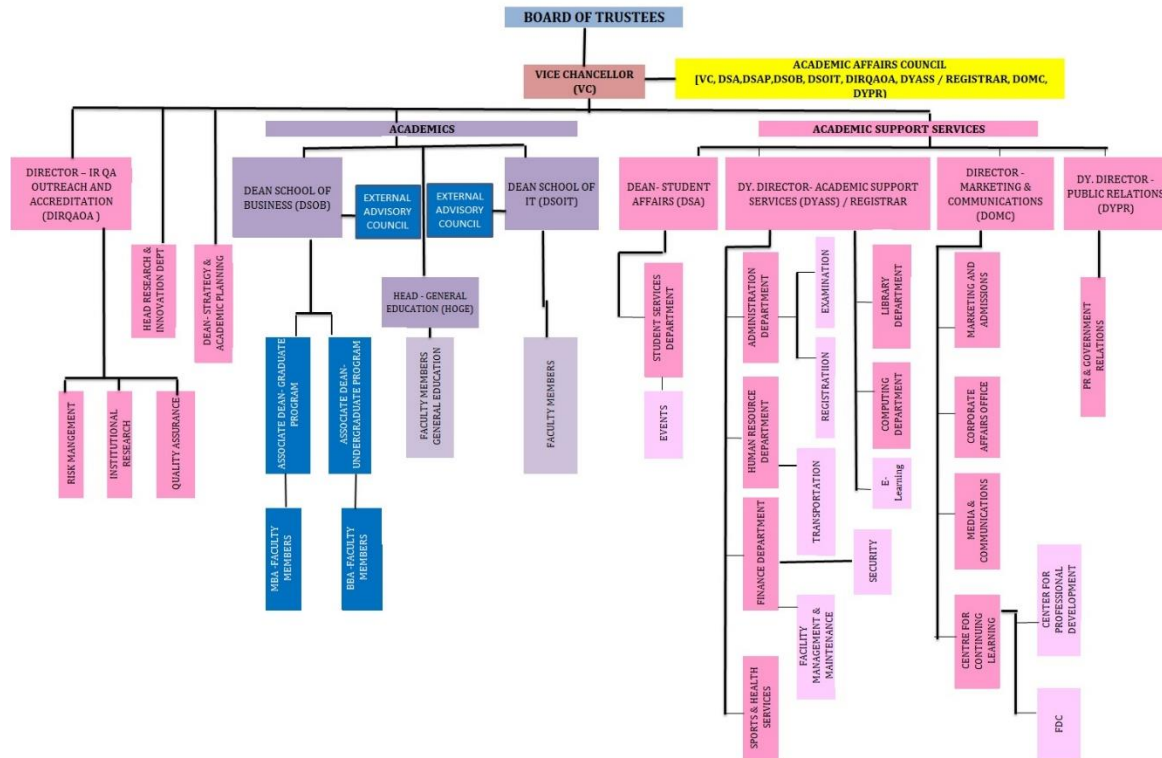 BOARD OF TRUSTEES
VICE CHANCELLOR
(VC)
ACADEMIC AFFAIRS COUNCIL
[VC, DSA,DSAP,DSOB, DSOIT, DIRQAOA, DYASS / REGISTRAR, DOMC,
DYPR)
ACADEMICS
ACADEMIC SUPPORT SERVICES
DIRECTOR – IR QA
OUTREACH AND
ACCREDITATION
(DIRQAOA )
HEAD RESEARCH &
INNOVATION DEPT
DEAN- STRATEGY &
ACADEMIC PLANNING
RISK MANGEMENT
INSTITUTIONAL
RESEARCH
QUALITY ASSURANCE
DEAN SCHOOL OF
BUSINESS (DSOB)
EXTERNAL
ADVISORY
COUNCIL
EXTERNAL
ADVISORY
COUNCIL
DEAN SCHOOL OF
IT (DSOIT)
HEAD - GENERAL
EDUCATION (HOGE)
ASSOCIATE DEAN- GRADUATE
PROGRAM
ASSOCIATE DEAN-
UNDERGRADUATE PROGRAM
FACULTY MEMBERS
GENERAL EDUCATION
FACULTY MEMBERS
MBA -FACULTY
MEMBERS
BBA -FACULTY
MEMBERS
DEAN- STUDENT
AFFAIRS (DSA)
STUDENT SERVICES
DEPARTMENT
EVENTS
DY. DIRECTOR- ACADEMIC SUPPORT
SERVICES (DYASS) / REGISTRAR
ADMINISTRATION
DEPARTMENT
EXAMINATION
REGISTRATIION
HUMAN RESOURCE
DEPARTMENT
TRANSPORTATION
FINANCE DEPARTMENT
SECURITY
FACILITY
MANAGEMENT &
MAINTENANCE
SPORTS & HEALTH
SERVICES
LIBRARY
DEPARTMENT
COMPUTING
DEPARTMENT
E-
Learning
DIRECTOR -
MARKETING &
COMMUNICATIONS
(DOMC)
MARKETING AND
ADMISSIONS
CORPORATE
AFFAIRS OFFICE
MEDIA &
COMMUNICATIONS
CENTRE FOR
CONTINUING
LEARNING
CENTER FOR
PROFESSIONAL
DEVELOPMENT
FDC
DY. DIRECTOR -
PUBLIC RELATIONS
(DYPR)
PR & GOVERNMENT
RELATIONS